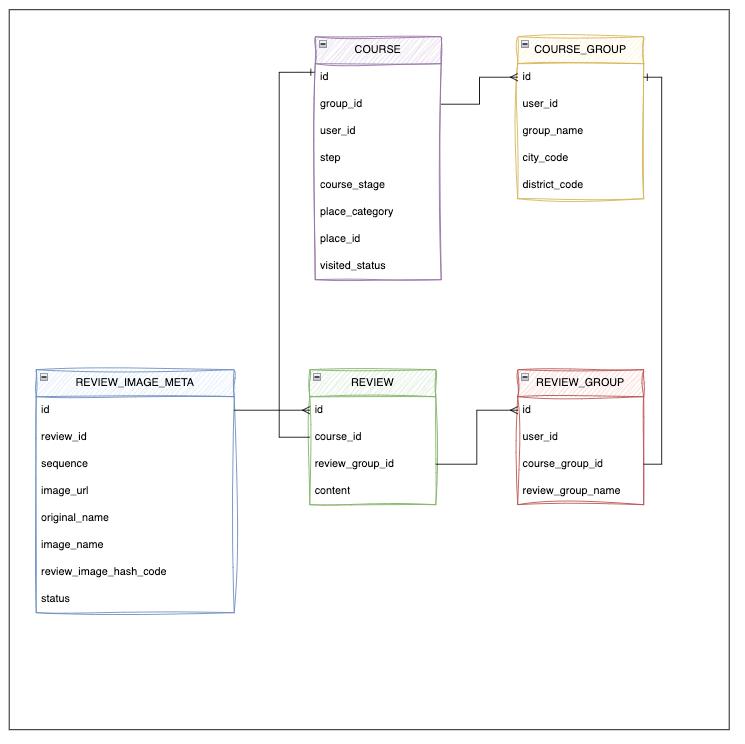 COURSE
id
group_id
user_id
step
course_stage
place_category
place_id
visited_status
COURSE_GROUP
id
user_id
group_name
city_code
district_code
REVIEW_IMAGE_META
id
review_id
sequence
image_url
original_name
image_name
review_image_hash_code
status
REVIEW
id
course_id
review_group_id
content
REVIEW_GROUP
id
user_id
course_group_id
review_group_name